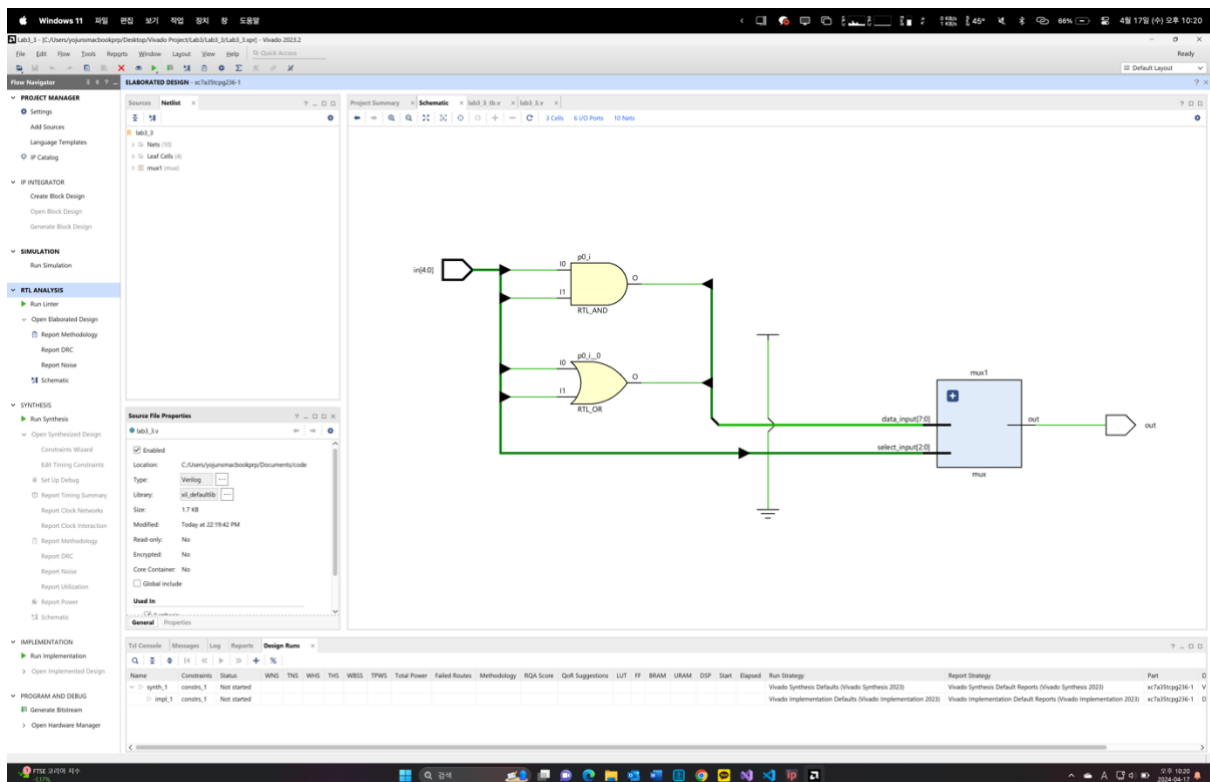 Windows 11 파일 편집 보기 작업 장치 창 도움말
45° 66% 4월 17일 (수) 오후 10:20
Lab3_3 - [C:/Users/yojunsmacbookprp/Desktop/Vivado Project/Lab3/Lab3_3/Lab3_3.xpr] - Vivado 2023.2
File Edit Flow Tools Reports Window Layout View Help Quick Access
Ready
Default Layout
Flow Navigator
ELABORATED DESIGN - xc7a35tcpg236-1
PROJECT MANAGER
Settings
Add Sources
Language Templates
IP Catalog
IP INTEGRATOR
Create Block Design
Open Block Design
Generate Block Design
SIMULATION
Run Simulation
RTL ANALYSIS
Run Linter
Open Elaborated Design
Report Methodology
Report DRC
Report Noise
Schematic
SYNTHESIS
Run Synthesis
Open Synthesized Design
Constraints Wizard
Edit Timing Constraints
Set Up Debug
Report Timing Summary
Report Clock Networks
Report Clock Interaction
Report Methodology
Report DRC
Report Noise
Report Utilization
Report Power
Schematic
IMPLEMENTATION
Run Implementation
Open Implemented Design
PROGRAM AND DEBUG
Generate Bitstream
Open Hardware Manager
Sources Netlist
lab3_3
Nets (10)
Leaf Cells (4)
mux1 (mux)
Source File Properties
lab3_3.v
Enabled
Location: C:/Users/yojunsmacbookprp/Documents/code
Type: Verilog
Library: xil_defaultlib
Size: 1.7 KB
Modified: Today at 22:19:42 PM
Read-only: No
Encrypted: No
Core Container: No
Global include
Used In
General Properties
Project Summary Schematic lab3_3_tb.v lab3_3.v
3 Cells 6 I/O Ports 10 Nets
in[4:0]
p0_i
I0
I1
O
RTL_AND
p0_i__0
I0
I1
O
RTL_OR
mux1
data_input[7:0]
select_input[2:0]
out
out
mux
Tcl Console Messages Log Reports Design Runs
Name Constraints Status WNS TNS WHS THS WBSS TPWS Total Power Failed Routes Methodology RQA Score QoR Suggestions LUT FF BRAM URAM DSP Start Elapsed Run Strategy Report Strategy Part D
synth_1 constrs_1 Not started Vivado Synthesis Defaults (Vivado Synthesis 2023) Vivado Synthesis Default Reports (Vivado Synthesis 2023) xc7a35tcpg236-1 V
impl_1 constrs_1 Not started Vivado Implementation Defaults (Vivado Implementation 2023) Vivado Implementation Default Reports (Vivado Implementation 2023) xc7a35tcpg236-1 D
FTSE 코리아 지수
-1.17%
검색
오후 10:20
2024-04-17